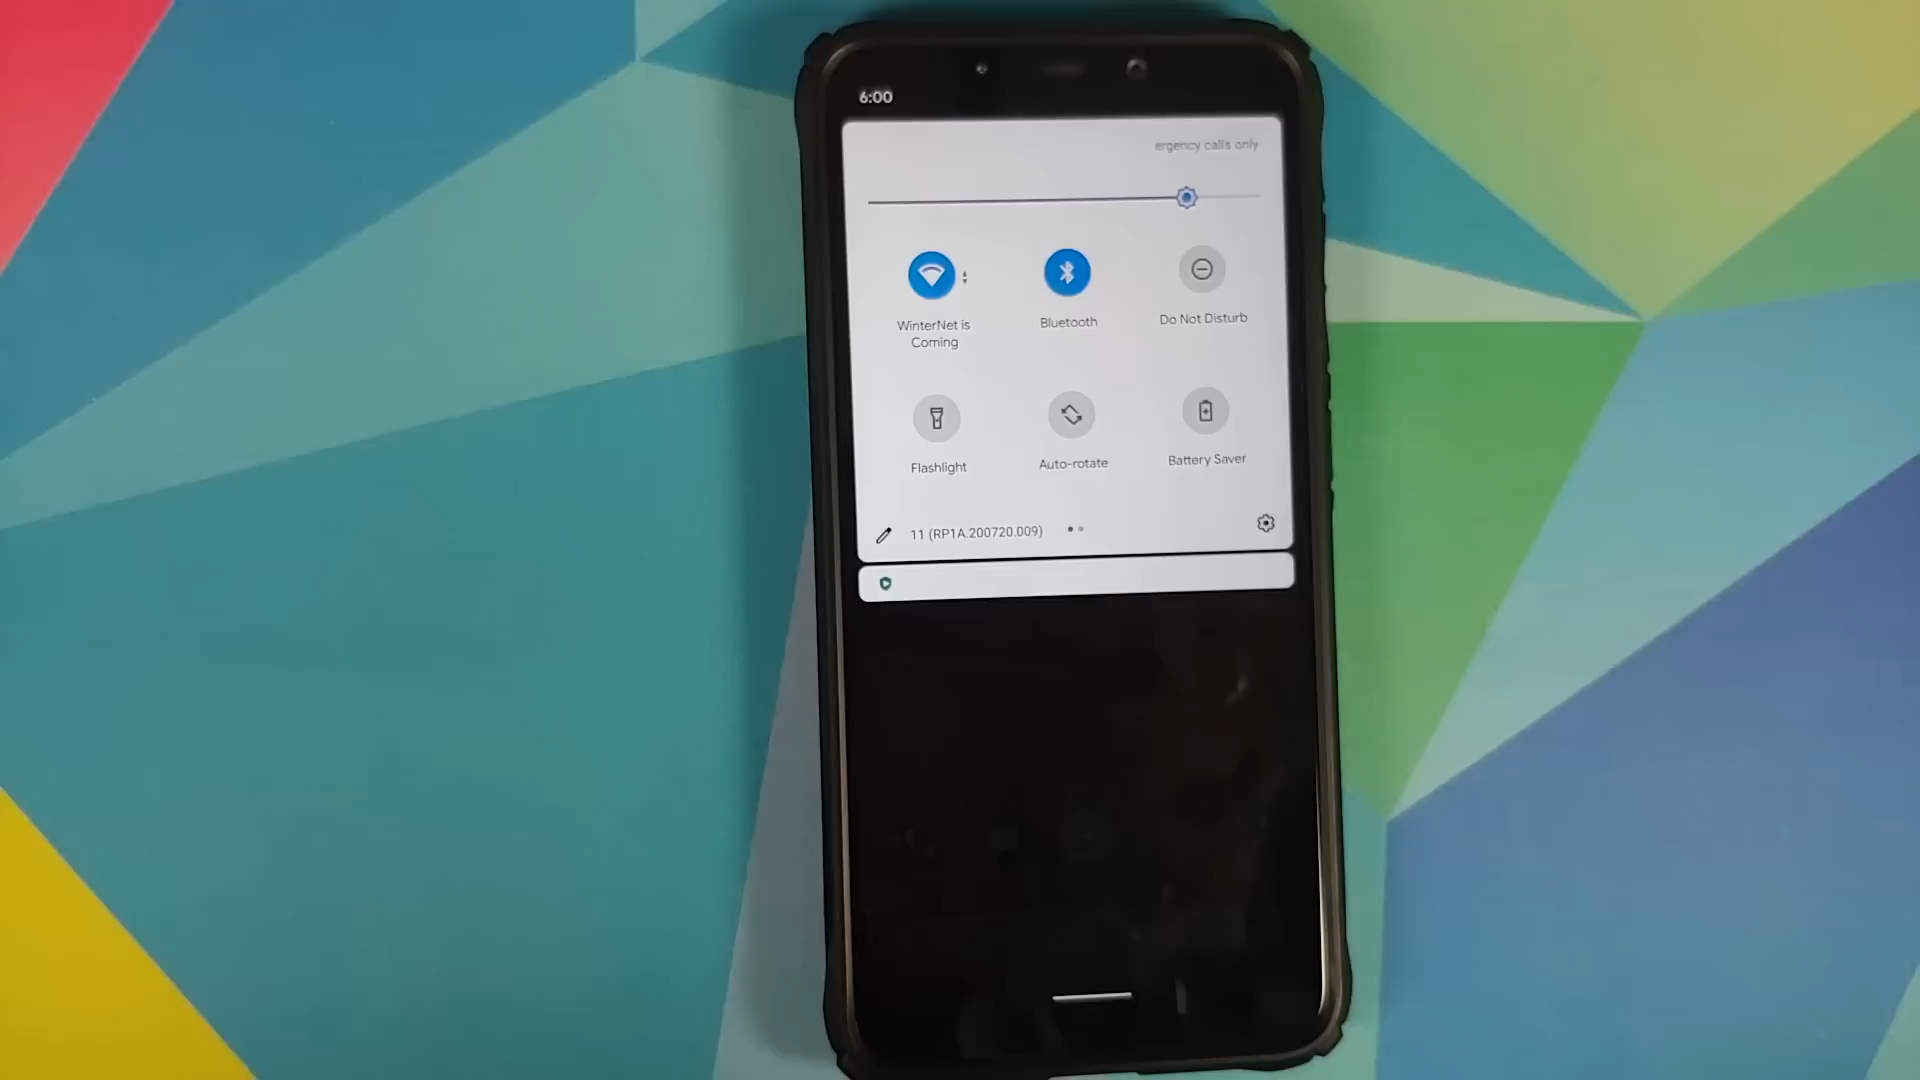 6:00
ergency calls only
WinterNet is
Coming
Bluetooth
Do Not Disturb
Flashlight
Auto-rotate
Battery Saver
11 (RP1A.200720.009)